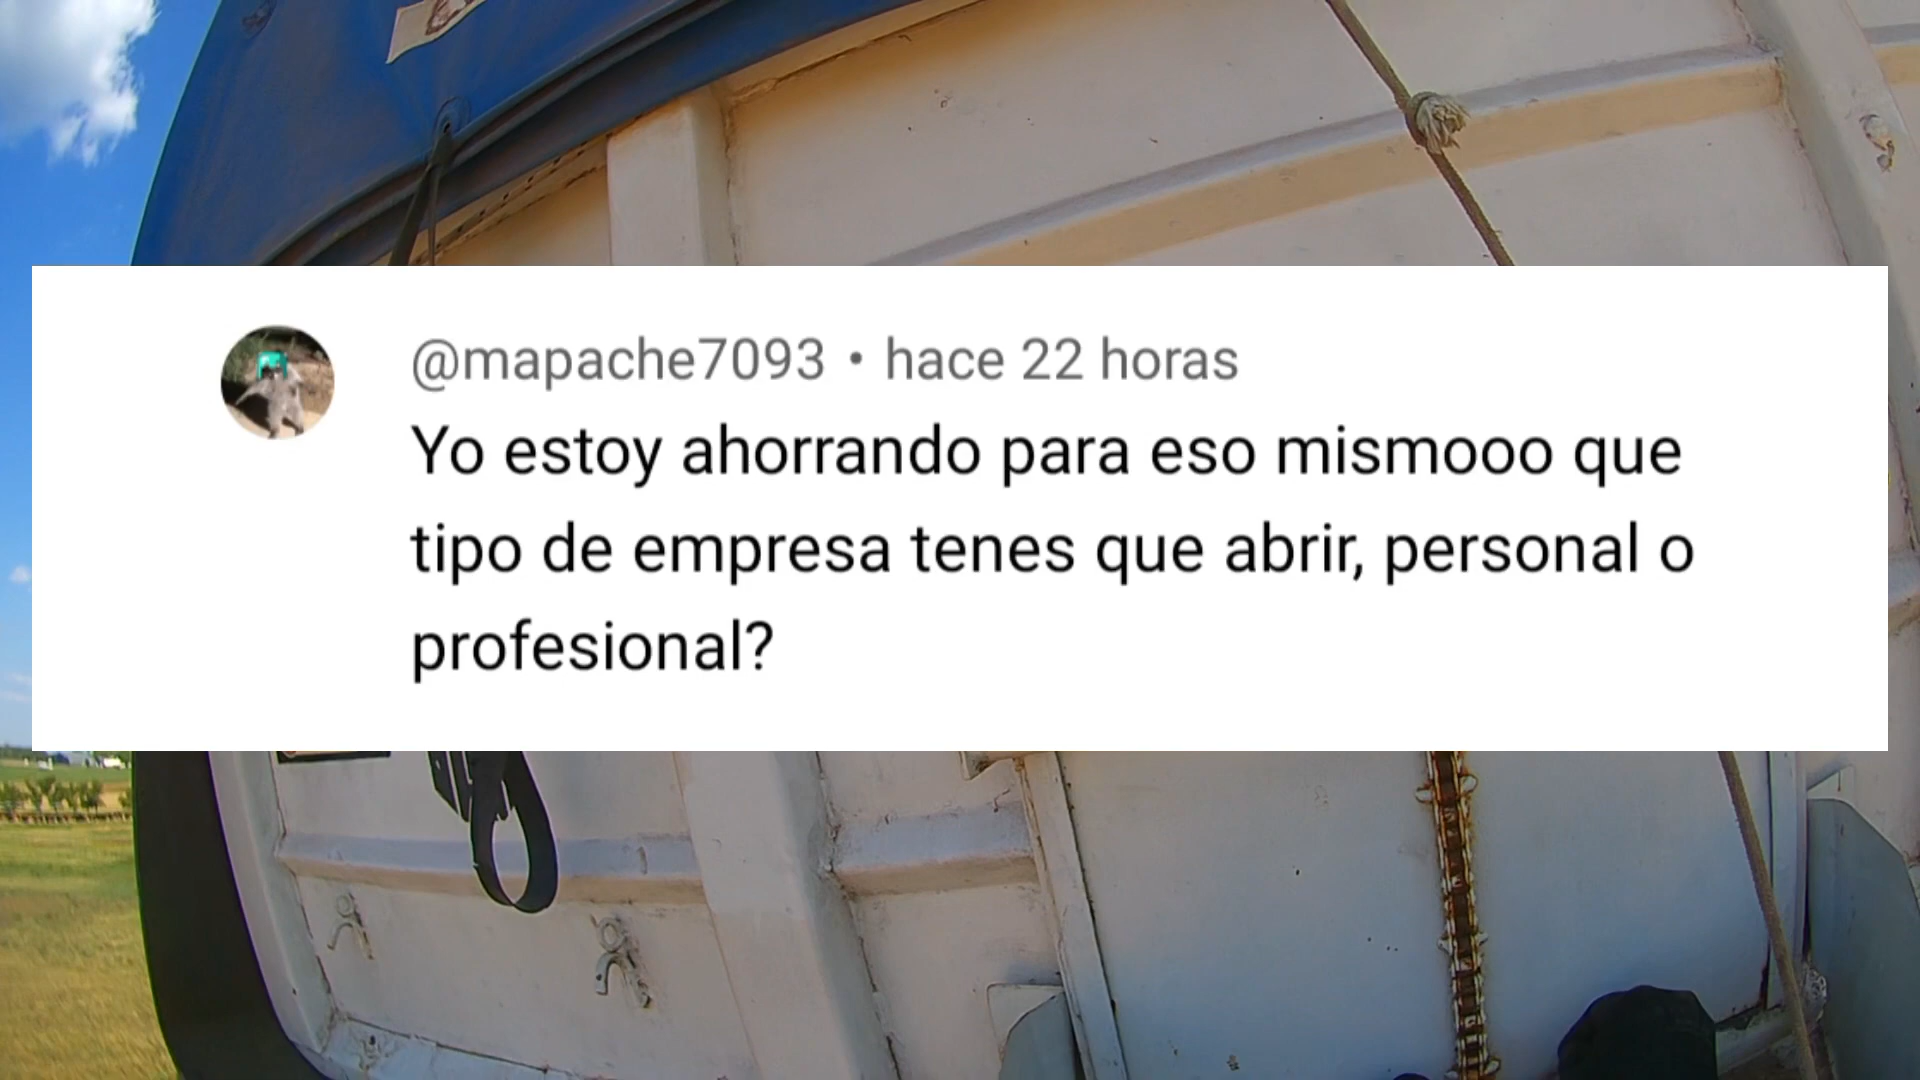 @mapache7093 • hace 22 horas
Yo estoy ahorrando para eso mismooo que
tipo de empresa tenes que abrir, personal o
profesional?